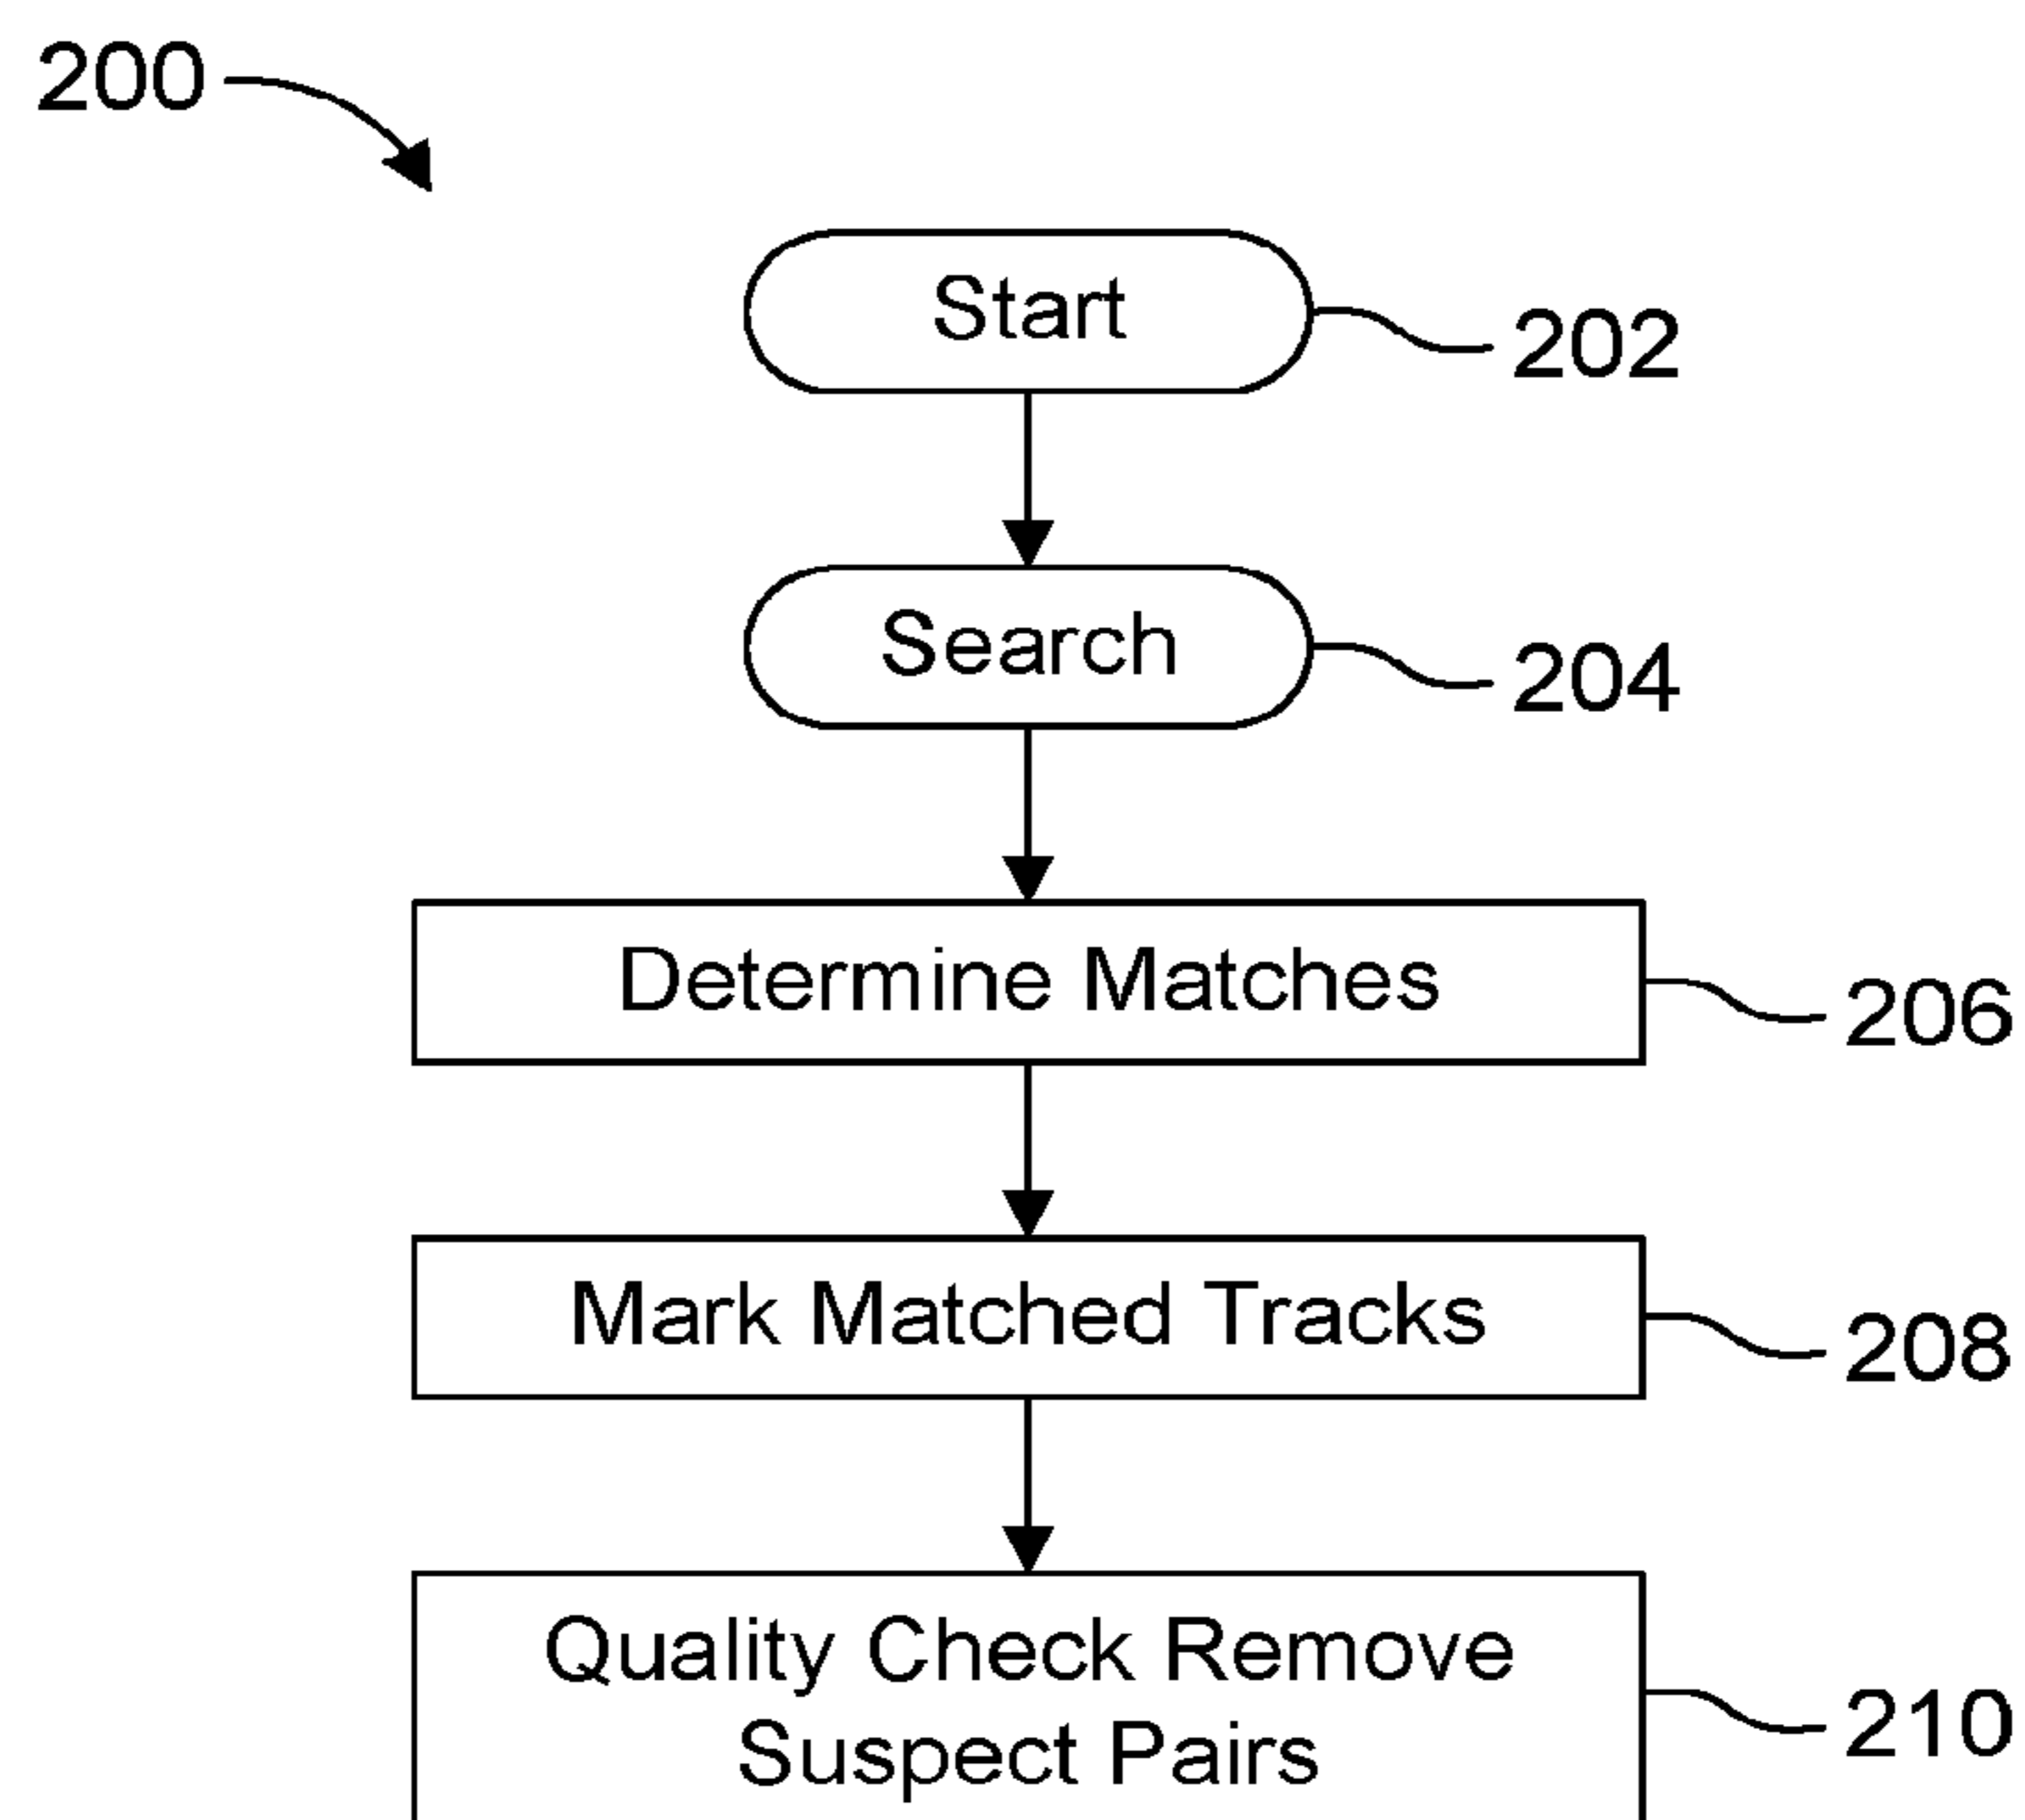 200
Start
202
Search
204
Determine Matches
206
Mark Matched Tracks
208
Quality Check Remove
Suspect Pairs
210